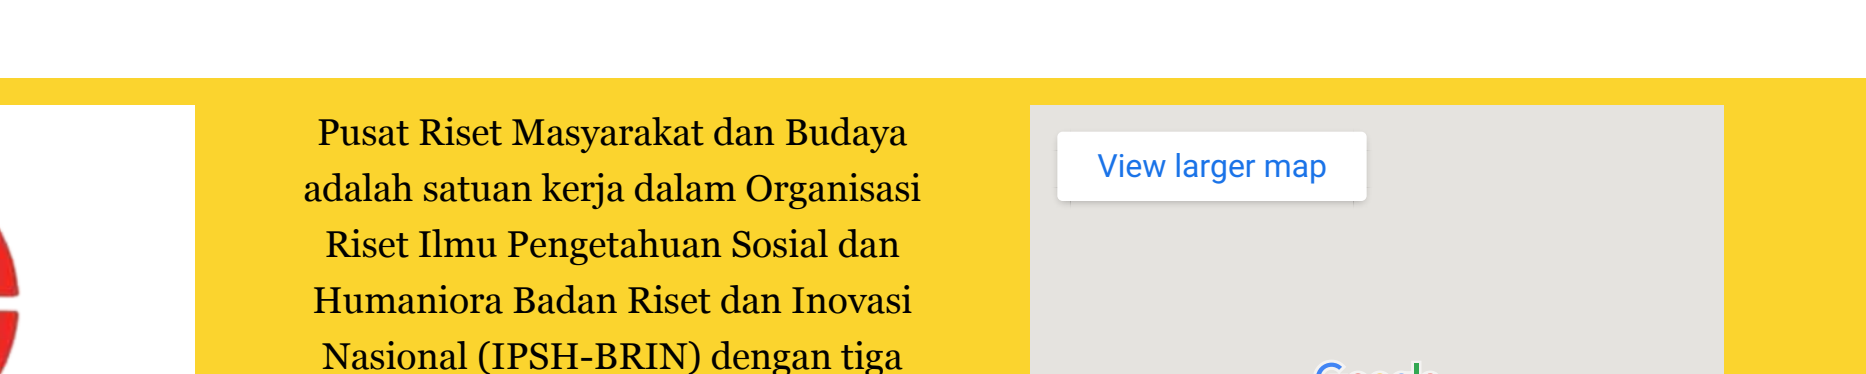 Pusat Riset Masyarakat dan Budaya
adalah satuan kerja dalam Organisasi
Riset Ilmu Pengetahuan Sosial dan
Humaniora Badan Riset dan Inovasi
Nasional (IPSH-BRIN) dengan tiga
View larger map
Google